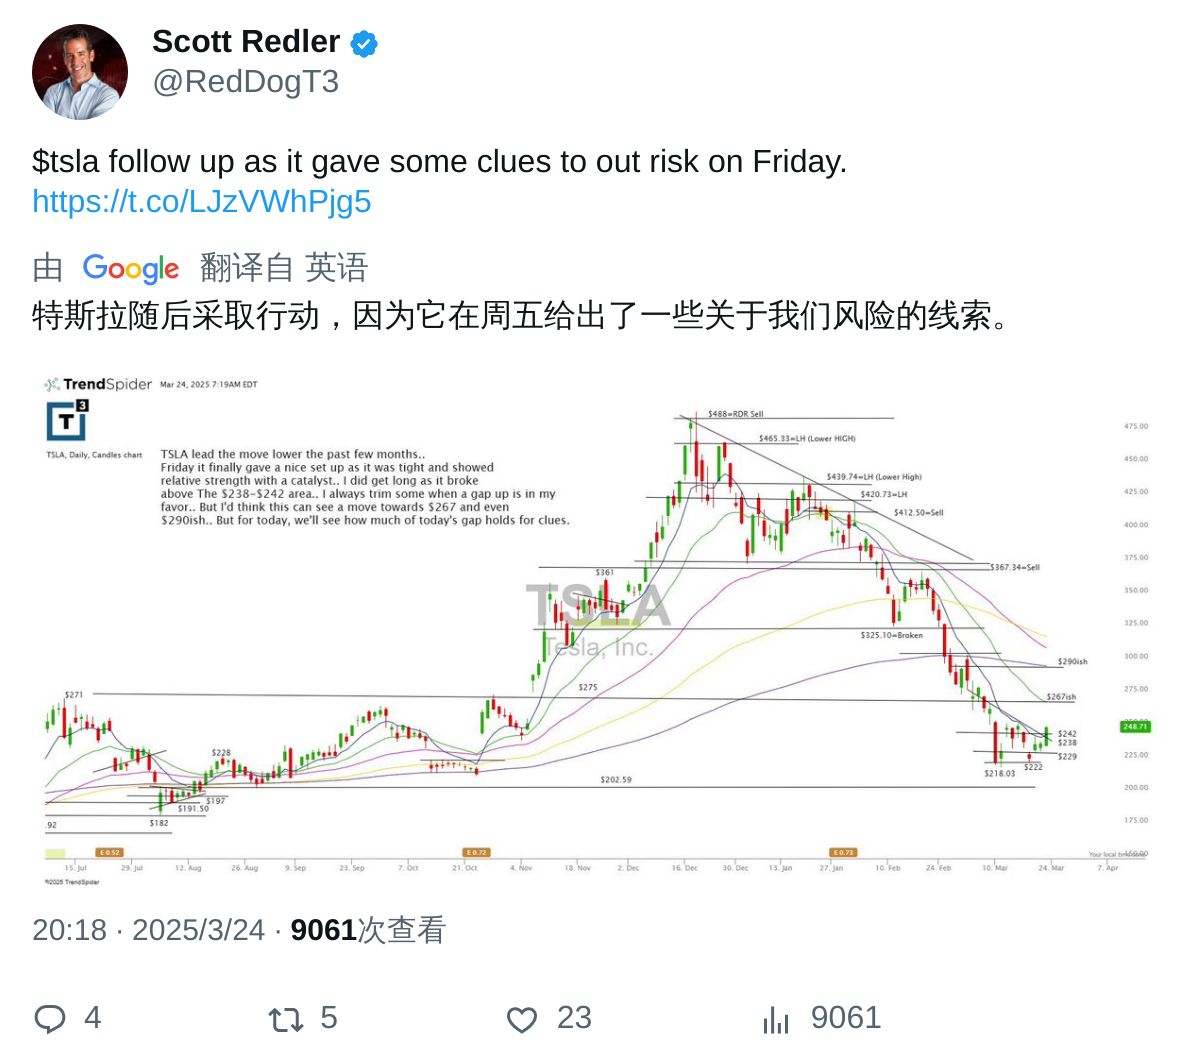 Scott Redler
@RedDogT3
$tsla follow up as it gave some clues to out risk on Friday.
https://t.co/LJzVWhPjg5
由 Google 翻译自 英语
特斯拉随后采取行动，因为它在周五给出了一些关于我们风险的线索。
TrendSpider Mar 24, 2025 7:19AM EDT
T3
TSLA, Daily, Candles chart
TSLA lead the move lower the past few months..
Friday it finally gave a nice set up as it was tight and showed
relative strength with a catalyst.. I did get long as it broke
above The $238-$242 area.. I always trim some when a gap up is in my
favor.. But I'd think this can see a move towards $267 and even
$290ish.. But for today, we'll see how much of today's gap holds for clues.
$488=RDR Sell
$465.33=LH (Lower HIGH)
$439.74=LH (Lower High)
$420.73=LH
$412.50=Sell
$367.34=Sell
$361
TSLA
Tesla, Inc.
$325.10=Broken
$290ish
$275
$271
$267ish
$242
$238
$229
$228
$222
$218.03
$202.59
$197
$191.50
$182
.92
475.00
450.00
425.00
400.00
375.00
350.00
325.00
300.00
275.00
248.71
225.00
200.00
175.00
150.00
E 0.52
E 0.72
E 0.73
Your local time zone
15. Jul 29. Jul 12. Aug 26. Aug 9. Sep 23. Sep 7. Oct 21. Oct 4. Nov 18. Nov 2. Dec 16. Dec 30. Dec 13. Jan 27. Jan 10. Feb 24. Feb 10. Mar 24. Mar 7. Apr
©2025 TrendSpider
20:18 · 2025/3/24 · 9061次查看
4 5 23 9061